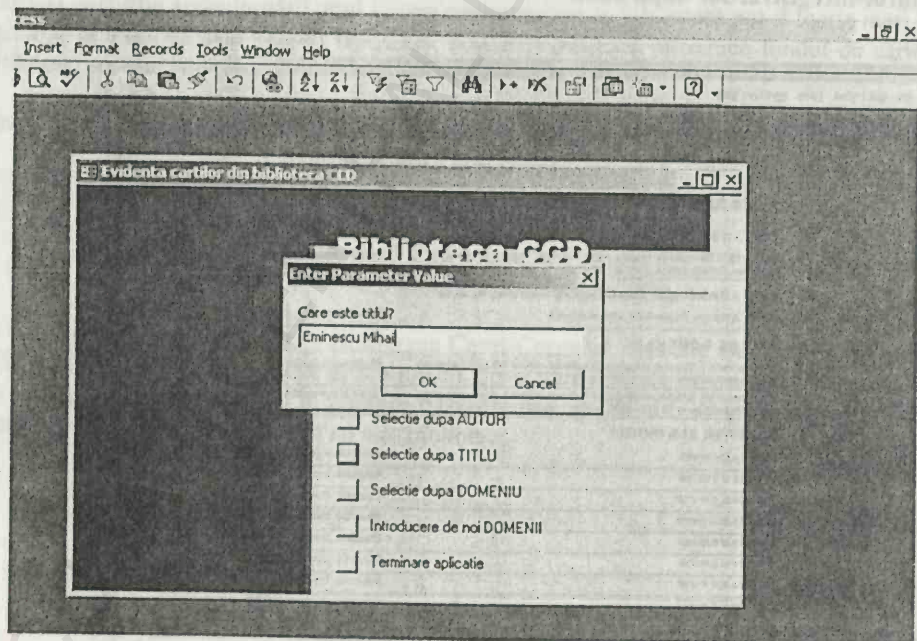 cess
Insert Format Records Tools Window Help
Evidenta cartilor din biblioteca CCD
Biblioteca CCD
Enter Parameter Value
Care este titlul?
Eminescu Mihai
OK Cancel
Selectie dupa AUTOR
Selectie dupa TITLU
Selectie dupa DOMENIU
Introducere de noi DOMENII
Terminare aplicatie